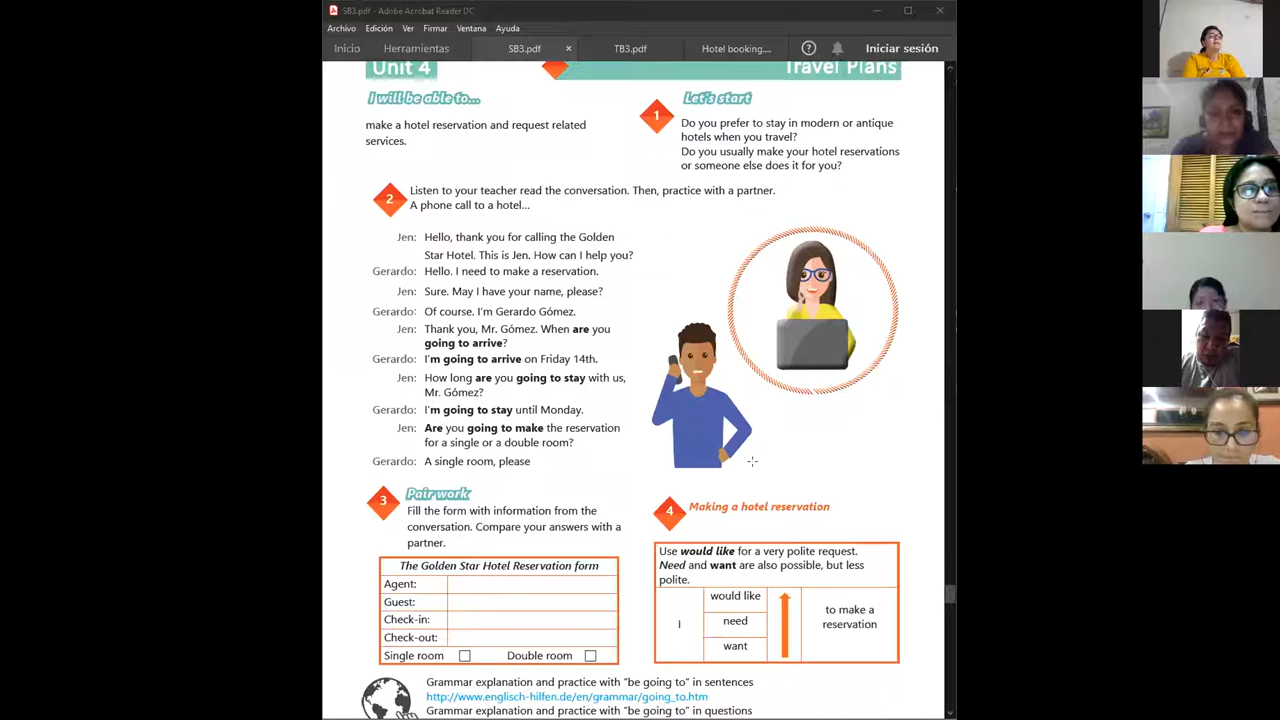 SB3.pdf - Adobe Acrobat Reader DC
Archivo Edición Ver Firmar Ventana Ayuda
Inicio Herramientas SB3.pdf × TB3.pdf Hotel booking.... ? Iniciar sesión
Unit 4 Travel Plans
I will be able to...
make a hotel reservation and request related
services.
1 Let's start
Do you prefer to stay in modern or antique
hotels when you travel?
Do you usually make your hotel reservations
or someone else does it for you?
2 Listen to your teacher read the conversation. Then, practice with a partner.
A phone call to a hotel...
Jen: Hello, thank you for calling the Golden
Star Hotel. This is Jen. How can I help you?
Gerardo: Hello. I need to make a reservation.
Jen: Sure. May I have your name, please?
Gerardo: Of course. I'm Gerardo Gómez.
Jen: Thank you, Mr. Gómez. When are you
going to arrive?
Gerardo: I'm going to arrive on Friday 14th.
Jen: How long are you going to stay with us,
Mr. Gómez?
Gerardo: I'm going to stay until Monday.
Jen: Are you going to make the reservation
for a single or a double room?
Gerardo: A single room, please
3 Pair work
Fill the form with information from the
conversation. Compare your answers with a
partner.
The Golden Star Hotel Reservation form
Agent:
Guest:
Check-in:
Check-out:
Single room Double room
4 Making a hotel reservation
Use would like for a very polite request.
Need and want are also possible, but less
polite.
I would like need want to make a
reservation
Grammar explanation and practice with "be going to" in sentences
http://www.englisch-hilfen.de/en/grammar/going_to.htm
Grammar explanation and practice with "be going to" in questions